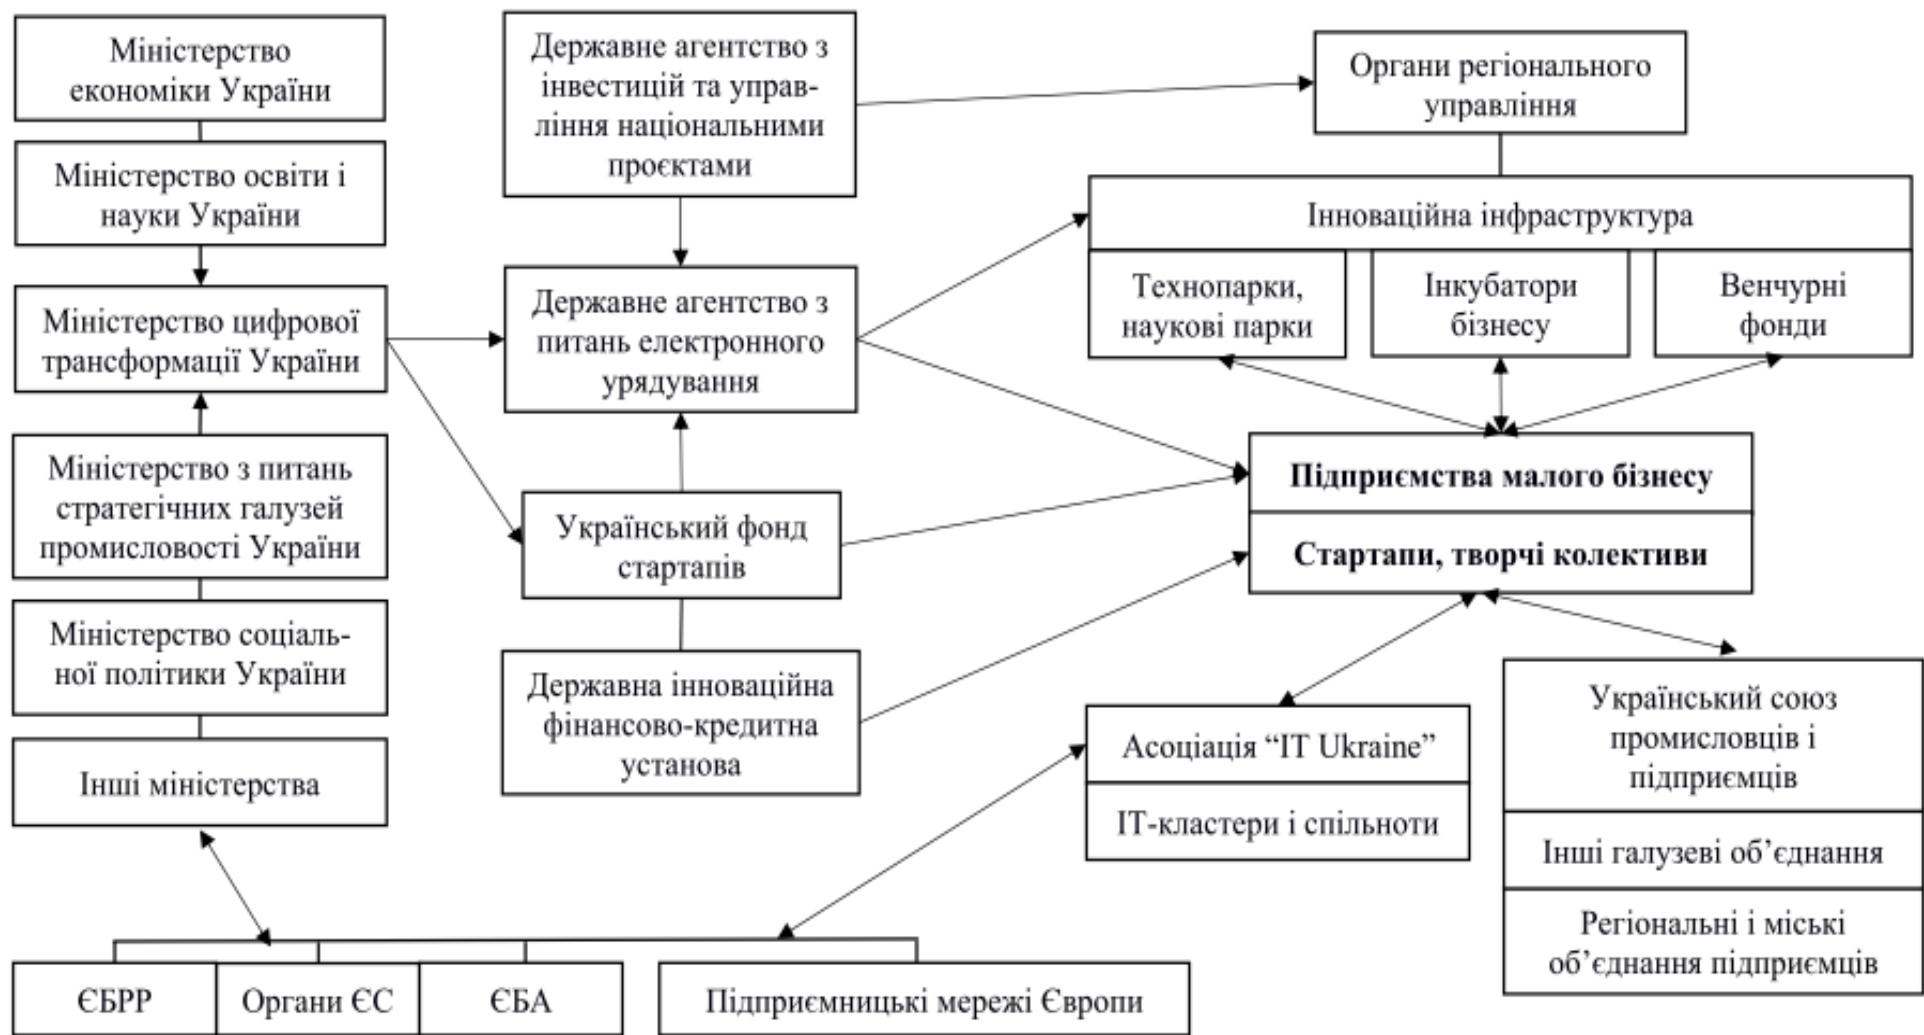 Міністерство
економіки України
Міністерство освіти і
науки України
Міністерство цифрової
трансформації України
Міністерство з питань
стратегічних галузей
промисловості України
Міністерство соціаль-
ної політики України
Інші міністерства
Державне агентство з
інвестицій та управ-
ління національними
проєктами
Державне агентство з
питань електронного
урядування
Український фонд
стартапів
Державна інноваційна
фінансово-кредитна
установа
Органи регіонального
управління
Інноваційна інфраструктура
Технопарки,
наукові парки
Інкубатори
бізнесу
Венчурні
фонди
Підприємства малого бізнесу
Стартапи, творчі колективи
Асоціація “IT Ukraine”
ІТ-кластери і спільноти
Український союз
промисловців і
підприємців
Інші галузеві об’єднання
Регіональні і міські
об’єднання підприємців
ЄБРР
Органи ЄС
ЄБА
Підприємницькі мережі Європи